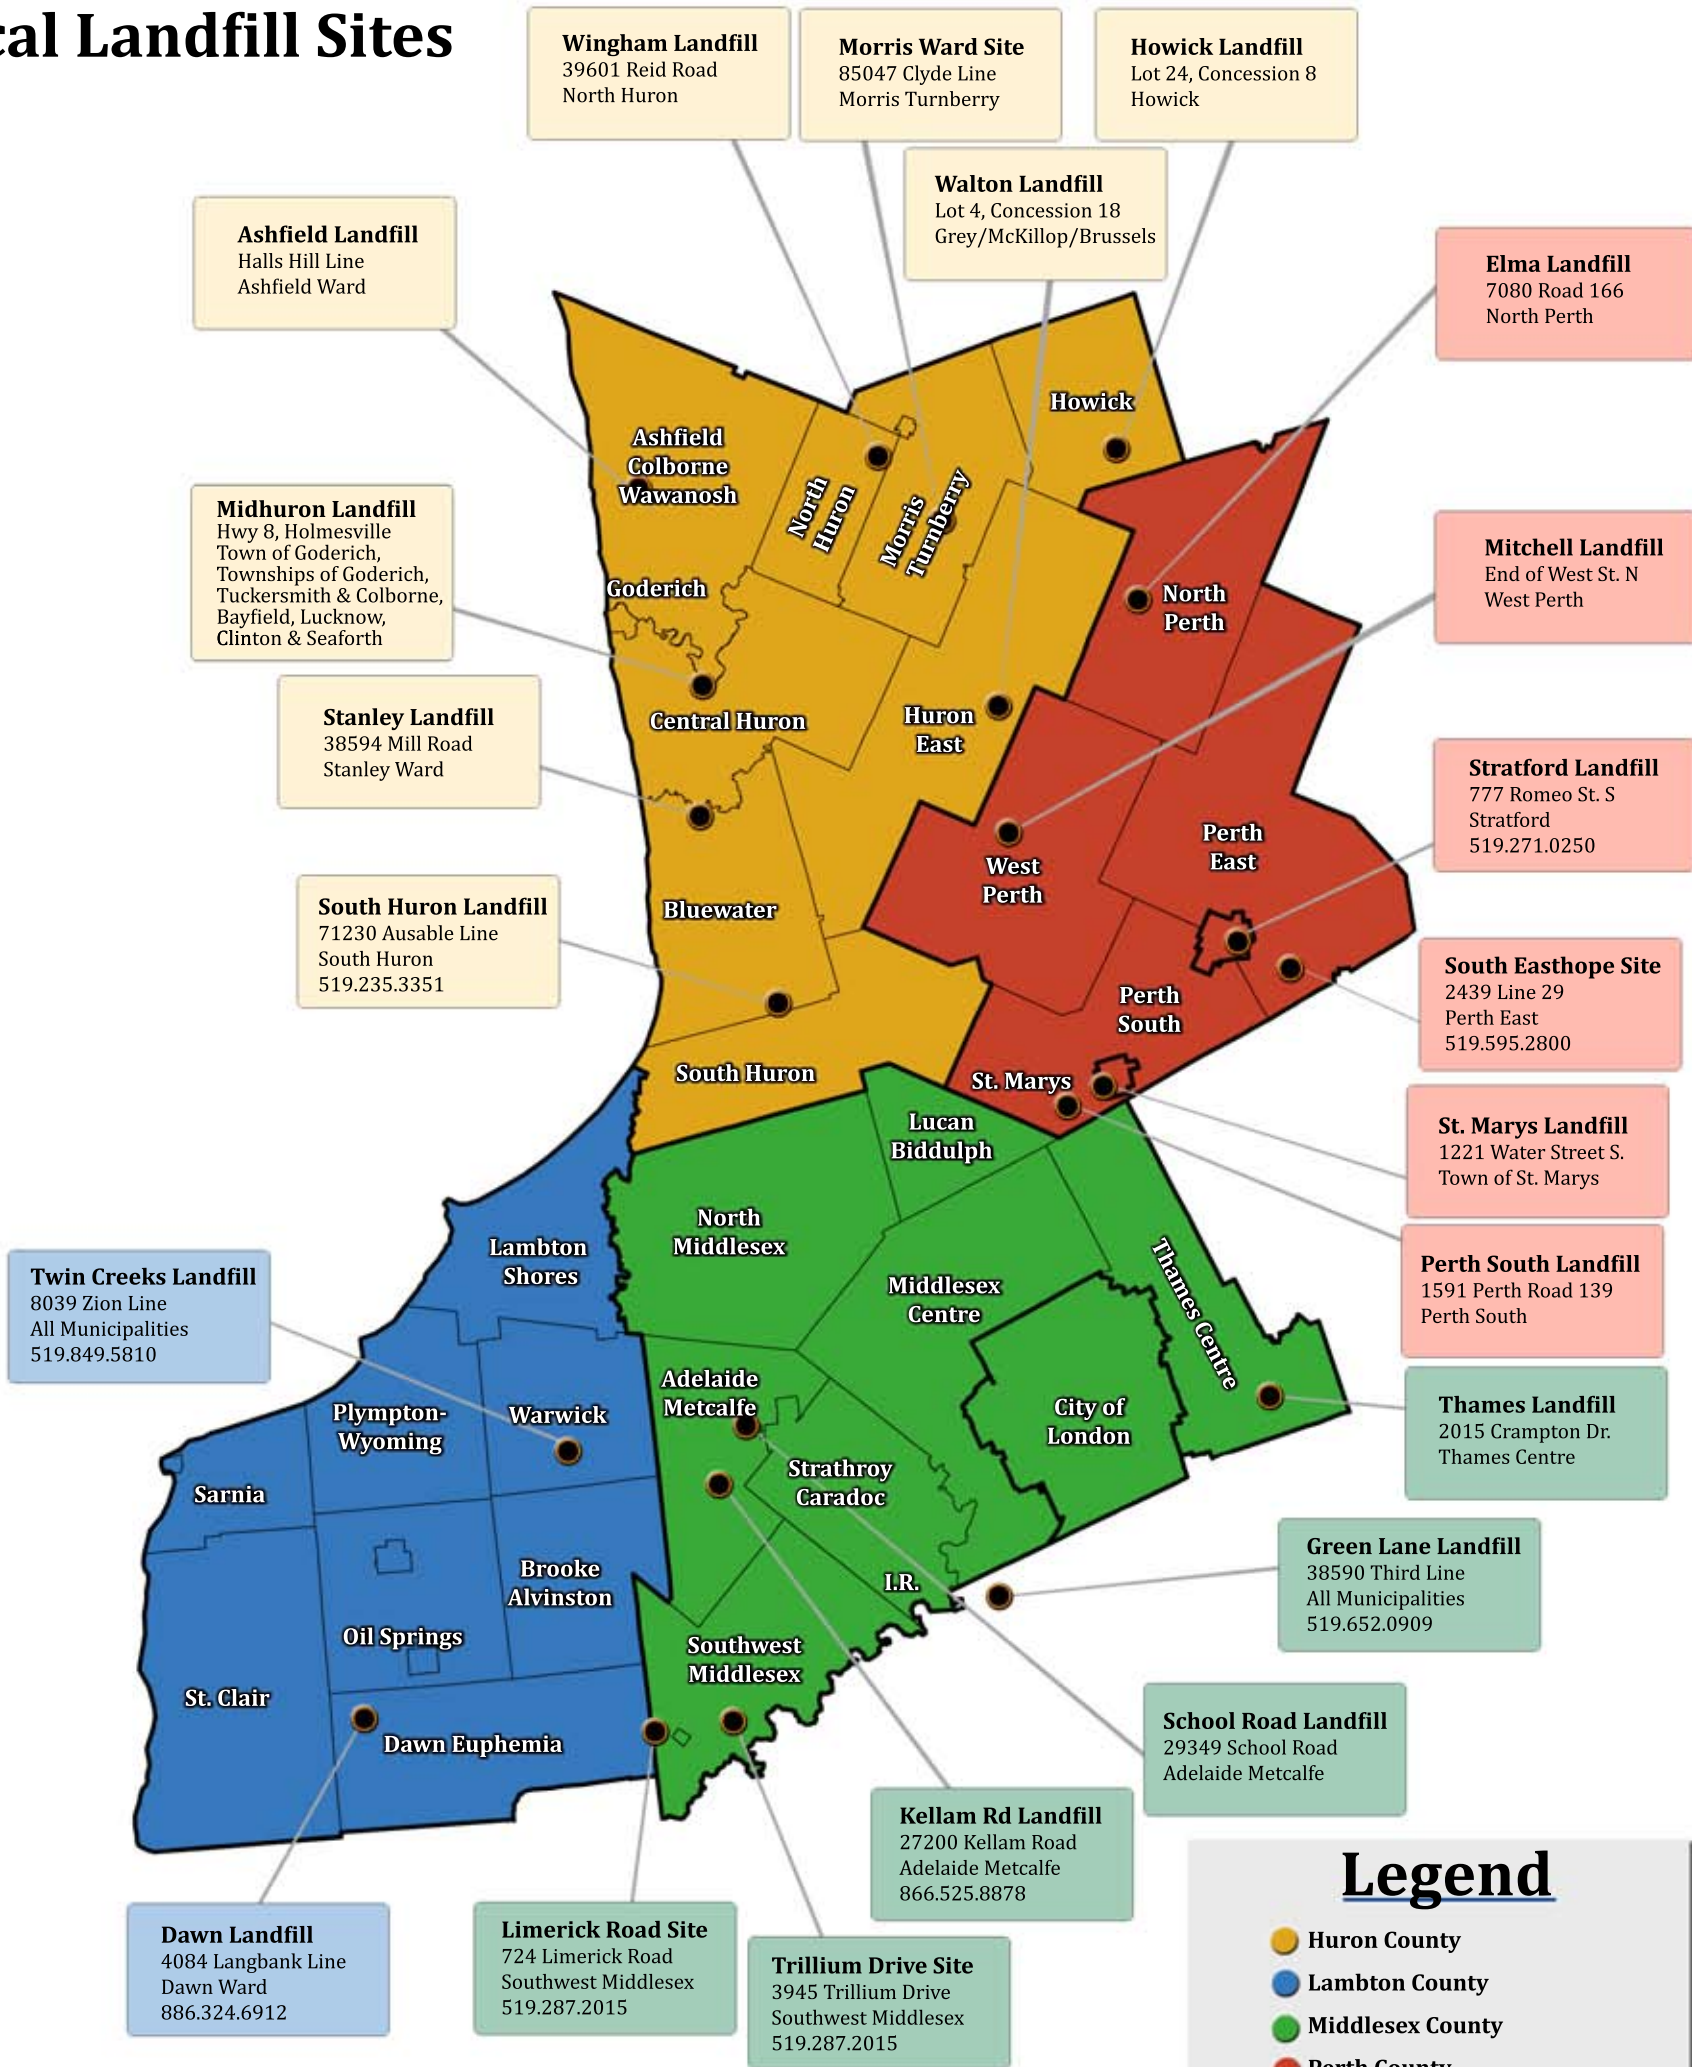 cal Landfill Sites
Wingham Landfill
39601 Reid Road
North Huron
Morris Ward Site
85047 Clyde Line
Morris Turnberry
Howick Landfill
Lot 24, Concession 8
Howick
Walton Landfill
Lot 4, Concession 18
Grey/McKillop/Brussels
Ashfield Landfill
Halls Hill Line
Ashfield Ward
Elma Landfill
7080 Road 166
North Perth
Midhuron Landfill
Hwy 8, Holmesville
Town of Goderich,
Townships of Goderich,
Tuckersmith & Colborne,
Bayfield, Lucknow,
Clinton & Seaforth
Mitchell Landfill
End of West St. N
West Perth
Stanley Landfill
38594 Mill Road
Stanley Ward
Stratford Landfill
777 Romeo St. S
Stratford
519.271.0250
South Huron Landfill
71230 Ausable Line
South Huron
519.235.3351
South Easthope Site
2439 Line 29
Perth East
519.595.2800
St. Marys Landfill
1221 Water Street S.
Town of St. Marys
Perth South Landfill
1591 Perth Road 139
Perth South
Twin Creeks Landfill
8039 Zion Line
All Municipalities
519.849.5810
Thames Landfill
2015 Crampton Dr.
Thames Centre
Green Lane Landfill
38590 Third Line
All Municipalities
519.652.0909
School Road Landfill
29349 School Road
Adelaide Metcalfe
Kellam Rd Landfill
27200 Kellam Road
Adelaide Metcalfe
866.525.8878
Dawn Landfill
4084 Langbank Line
Dawn Ward
886.324.6912
Limerick Road Site
724 Limerick Road
Southwest Middlesex
519.287.2015
Trillium Drive Site
3945 Trillium Drive
Southwest Middlesex
519.287.2015
Howick
Ashfield
Colborne
Wawanosh
North
Huron
Morris
Turnberry
Goderich
North
Perth
Central Huron
Huron
East
Perth
East
West
Perth
Bluewater
Perth
South
South Huron
St. Marys
Lucan
Biddulph
North
Middlesex
Lambton
Shores
Middlesex
Centre
Thames Centre
Adelaide
Metcalfe
City of
London
Plympton-
Wyoming
Warwick
Strathroy
Caradoc
Sarnia
Brooke
Alvinston
I.R.
Oil Springs
Southwest
Middlesex
St. Clair
Dawn Euphemia
Legend
Huron County
Lambton County
Middlesex County
Perth County